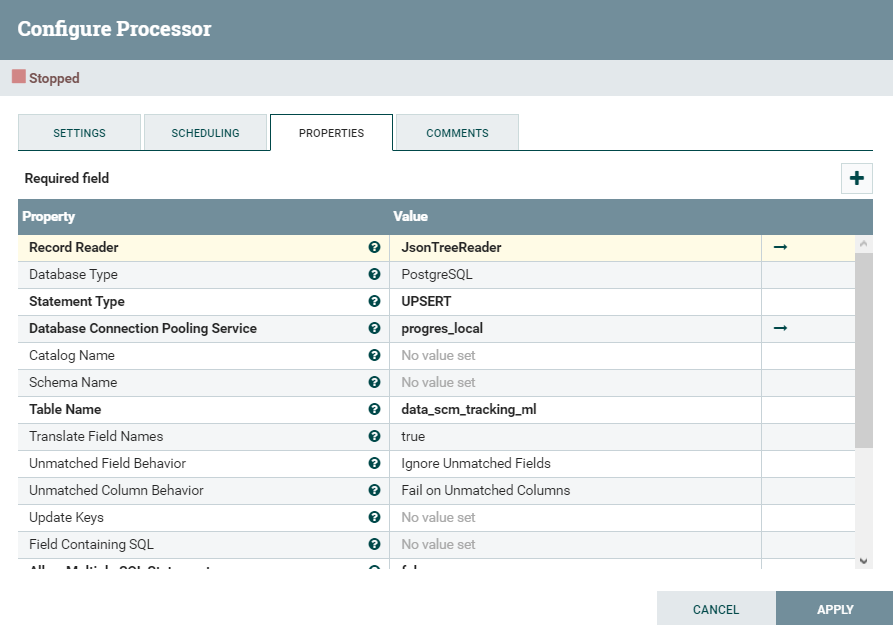 Configure Processor
Stopped
SETTINGS SCHEDULING PROPERTIES COMMENTS
Required field
Property Value
Record Reader JsonTreeReader
Database Type PostgreSQL
Statement Type UPSERT
Database Connection Pooling Service progres_local
Catalog Name No value set
Schema Name No value set
Table Name data_scm_tracking_ml
Translate Field Names true
Unmatched Field Behavior Ignore Unmatched Fields
Unmatched Column Behavior Fail on Unmatched Columns
Update Keys No value set
Field Containing SQL No value set
CANCEL APPLY